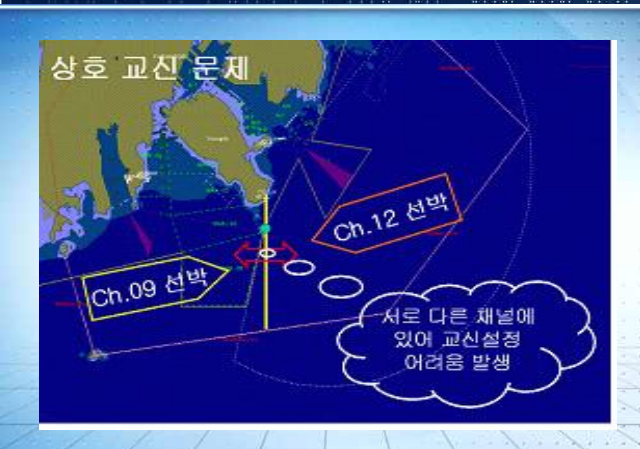 상호 교신 문제
Ch.12 선박
Ch.09 선박
서로 다른 채널에
있어 교신설정
어려움 발생